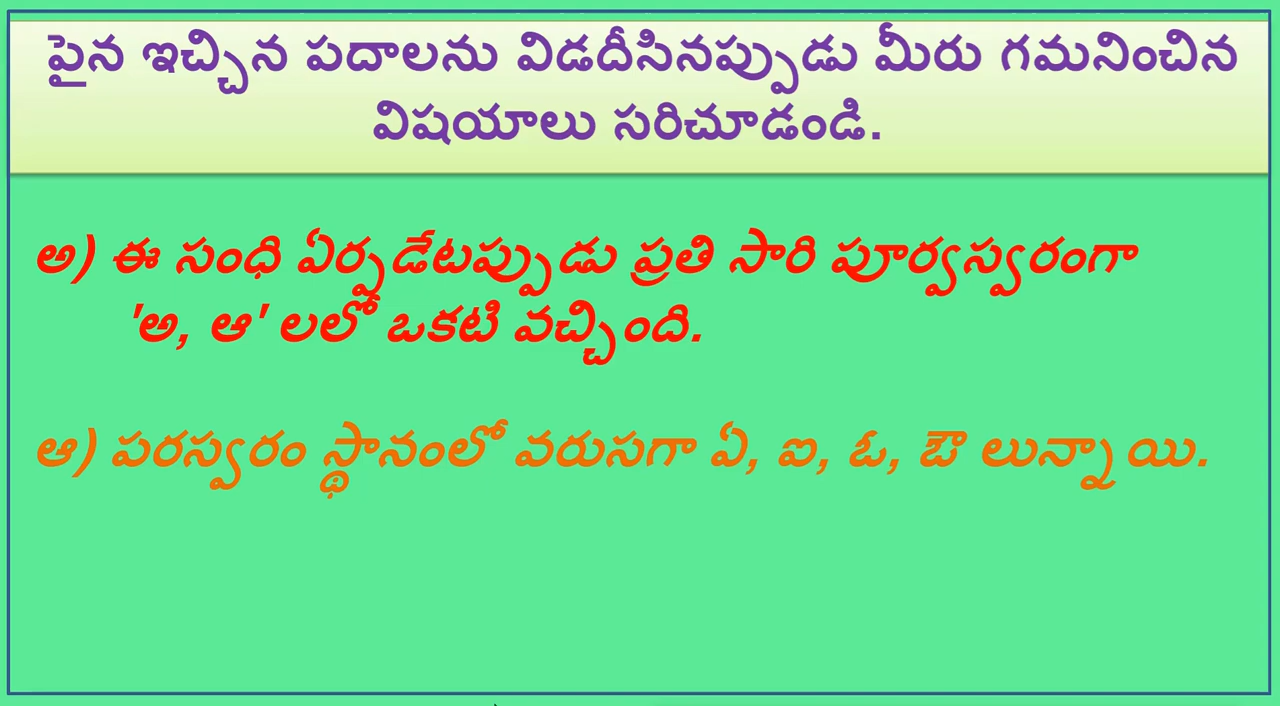 పైన ఇచ్చిన పదాలను విడదీసినప్పుడు మీరు గమనించిన
విషయాలు సరిచూడండి.
అ) ఈ సంధి ఏర్పడేటప్పుడు ప్రతి సారి పూర్వస్వరంగా
'అ, ఆ' లలో ఒకటి వచ్చింది.
ఆ) పరస్వరం స్థానంలో వరుసగా ఏ, ఐ, ఓ, ఔ లున్నాయి.